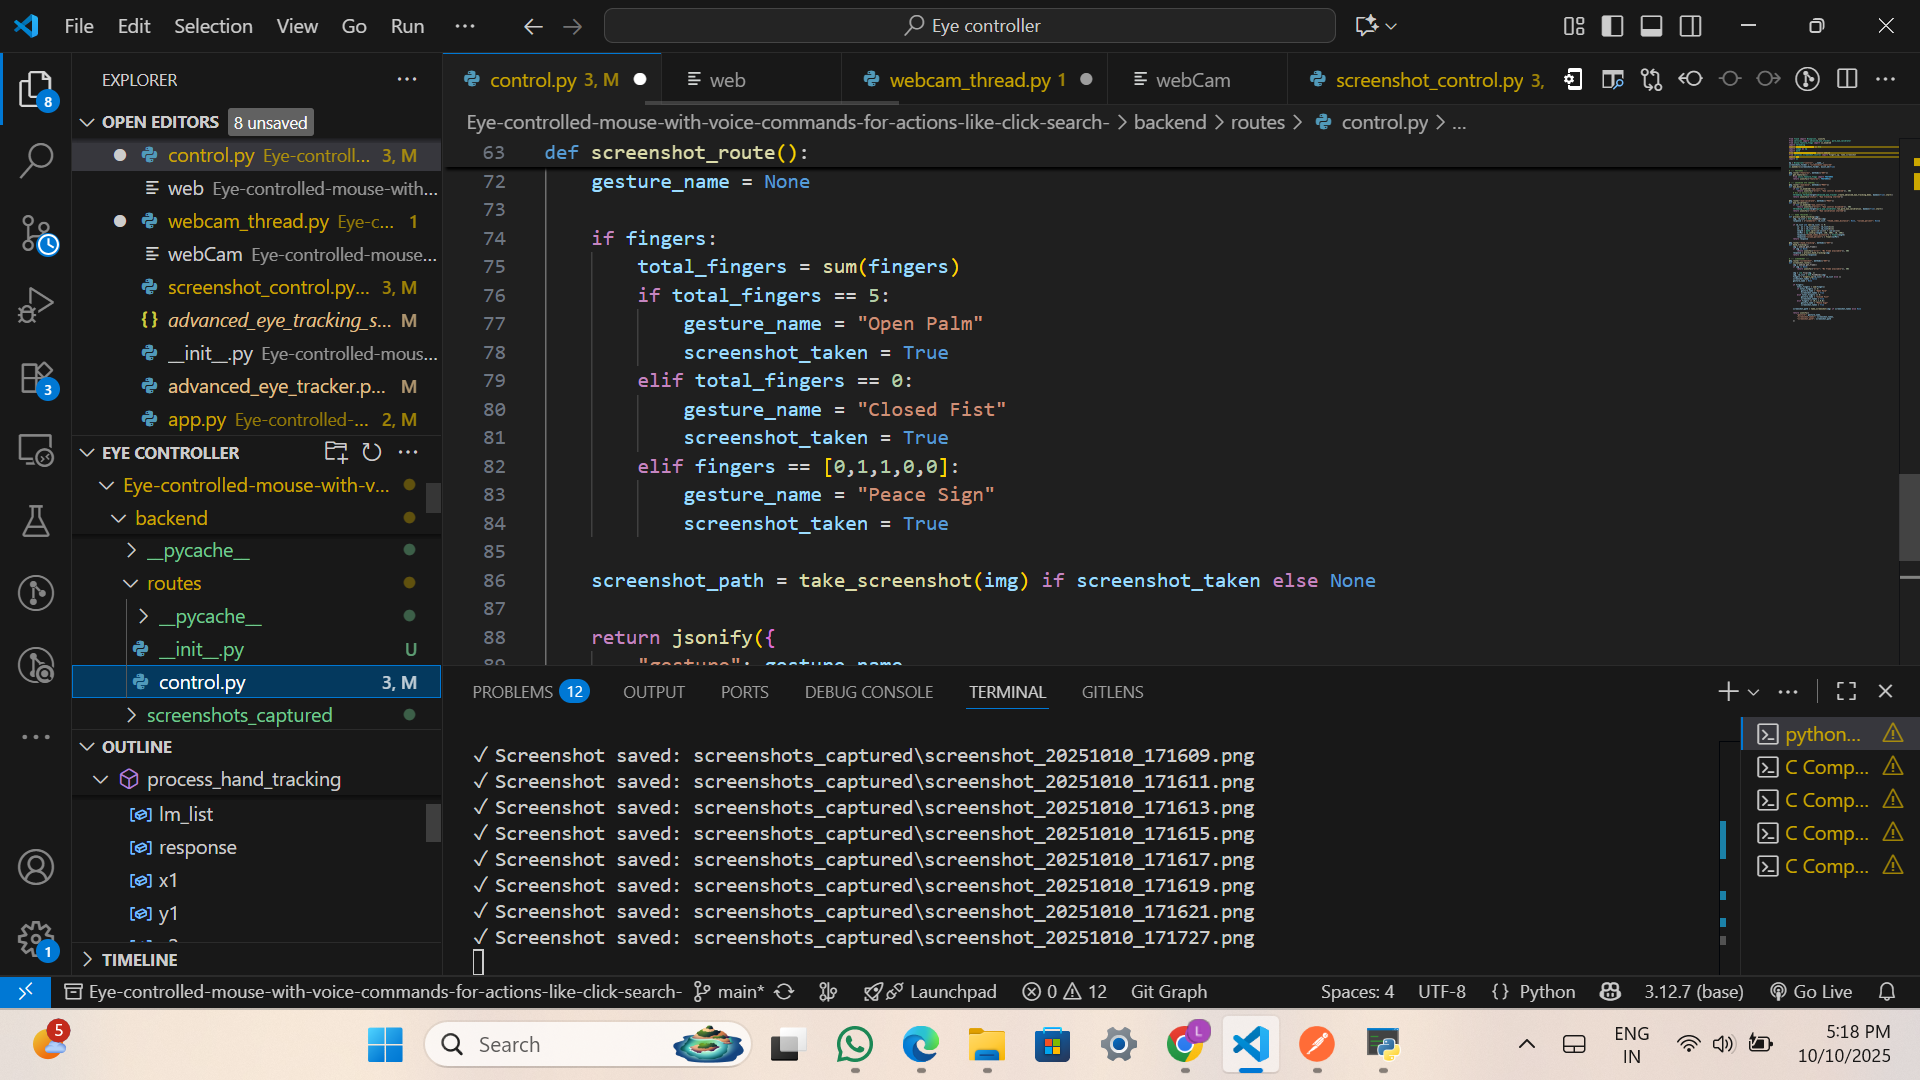 File Edit Selection View Go Run ···
Eye controller
EXPLORER
OPEN EDITORS 8 unsaved
control.py Eye-controll... 3, M
web Eye-controlled-mouse-with...
webcam_thread.py Eye-c... 1
webCam Eye-controlled-mouse...
screenshot_control.py... 3, M
{} advanced_eye_tracking_s... M
__init__.py Eye-controlled-mous...
advanced_eye_tracker.p... M
app.py Eye-controlled-... 2, M
EYE CONTROLLER
Eye-controlled-mouse-with-v...
backend
__pycache__
routes
__pycache__
__init__.py U
control.py 3, M
screenshots_captured
OUTLINE
process_hand_tracking
lm_list
response
x1
y1
TIMELINE
8
3
1
control.py 3, M
web
webcam_thread.py 1
webCam
screenshot_control.py 3,
Eye-controlled-mouse-with-voice-commands-for-actions-like-click-search- > backend > routes > control.py > ...
63 def screenshot_route():
72 gesture_name = None
73
74 if fingers:
75 total_fingers = sum(fingers)
76 if total_fingers == 5:
77 gesture_name = "Open Palm"
78 screenshot_taken = True
79 elif total_fingers == 0:
80 gesture_name = "Closed Fist"
81 screenshot_taken = True
82 elif fingers == [0,1,1,0,0]:
83 gesture_name = "Peace Sign"
84 screenshot_taken = True
85
86 screenshot_path = take_screenshot(img) if screenshot_taken else None
87
88 return jsonify({
89 "gesture": gesture_name,
PROBLEMS 12 OUTPUT PORTS DEBUG CONSOLE TERMINAL GITLENS
✓ Screenshot saved: screenshots_captured\screenshot_20251010_171609.png
✓ Screenshot saved: screenshots_captured\screenshot_20251010_171611.png
✓ Screenshot saved: screenshots_captured\screenshot_20251010_171613.png
✓ Screenshot saved: screenshots_captured\screenshot_20251010_171615.png
✓ Screenshot saved: screenshots_captured\screenshot_20251010_171617.png
✓ Screenshot saved: screenshots_captured\screenshot_20251010_171619.png
✓ Screenshot saved: screenshots_captured\screenshot_20251010_171621.png
✓ Screenshot saved: screenshots_captured\screenshot_20251010_171727.png
python...
C Comp...
C Comp...
C Comp...
C Comp...
Eye-controlled-mouse-with-voice-commands-for-actions-like-click-search- main* Launchpad 0 12 Git Graph Spaces: 4 UTF-8 {} Python 3.12.7 (base) Go Live
5
Search
L
ENG
IN
5:18 PM
10/10/2025